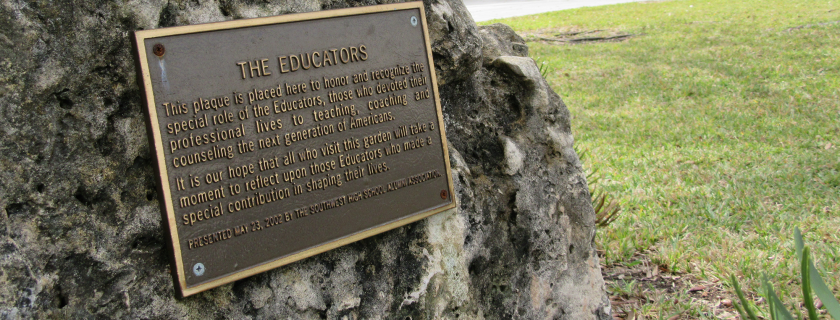 THE EDUCATORS
This plaque is placed here to honor and recognize the
special role of the Educators, those who devoted their
professional lives to teaching, coaching and
counseling the next generation of Americans.
It is our hope that all who visit this garden will take a
moment to reflect upon those Educators who made a
special contribution in shaping their lives.
PRESENTED MAY 23, 2002 BY THE SOUTHWEST HIGH SCHOOL ALUMNI ASSOCIATION